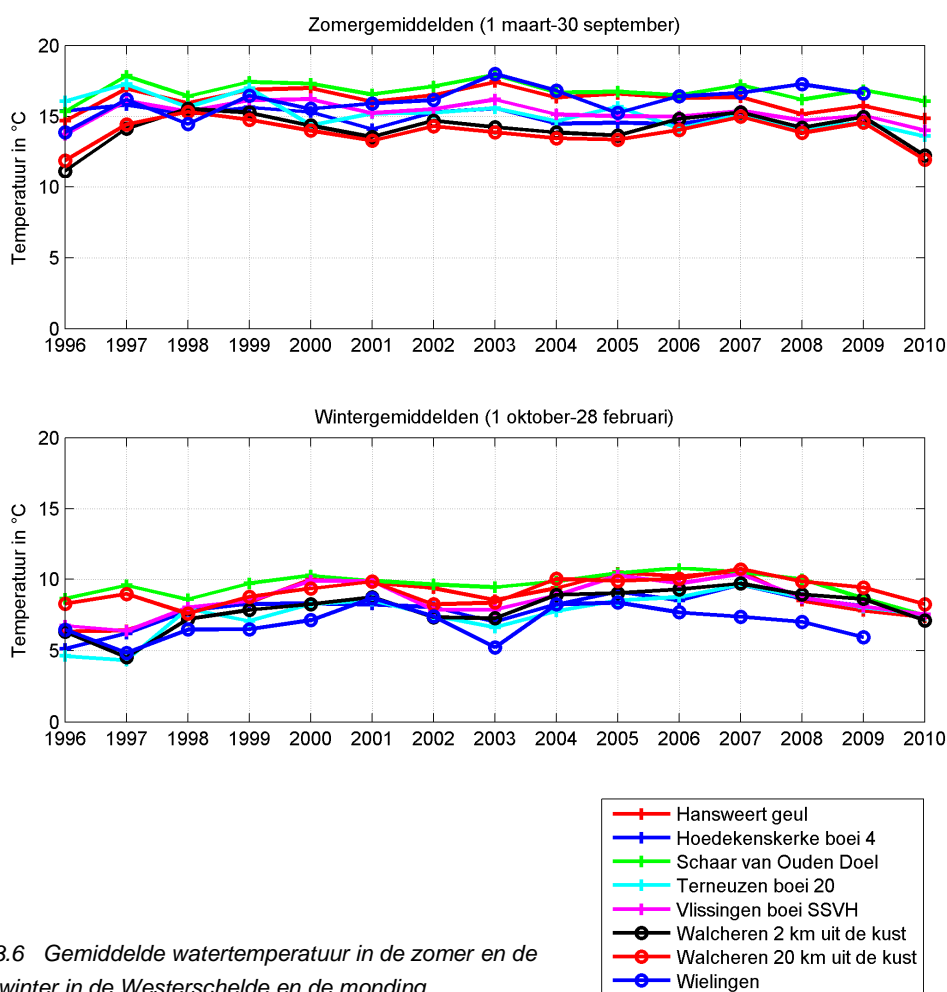 Zomergemiddelden (1 maart-30 september)
Temperatuur in °C
20
15
10
5
0
1996 1997 1998 1999 2000 2001 2002 2003 2004 2005 2006 2007 2008 2009 2010
Wintergemiddelden (1 oktober-28 februari)
Temperatuur in °C
20
15
10
5
0
1996 1997 1998 1999 2000 2001 2002 2003 2004 2005 2006 2007 2008 2009 2010
Hansweert geul
Hoedekenskerke boei 4
Schaar van Ouden Doel
Terneuzen boei 20
Vlissingen boei SSVH
Walcheren 2 km uit de kust
Walcheren 20 km uit de kust
Wielingen
3.6 Gemiddelde watertemperatuur in de zomer en de
winter in de Westerschelde en de monding